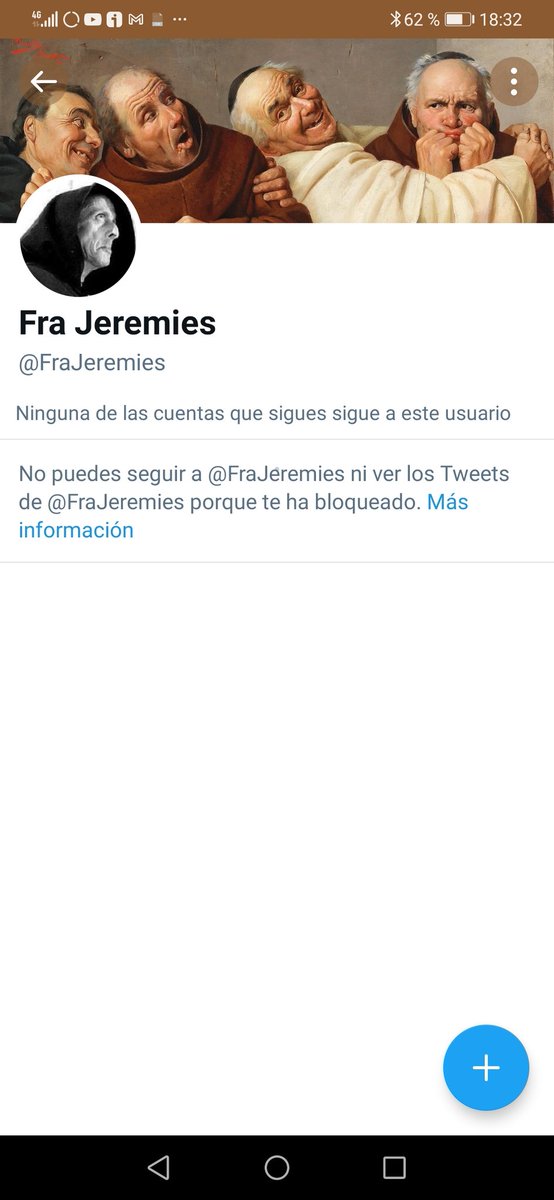 4G 62 % 18:32
Fra Jeremies
@FraJeremies
Ninguna de las cuentas que sigues sigue a este usuario
No puedes seguir a @FraJeremies ni ver los Tweets
de @FraJeremies porque te ha bloqueado. Más
información